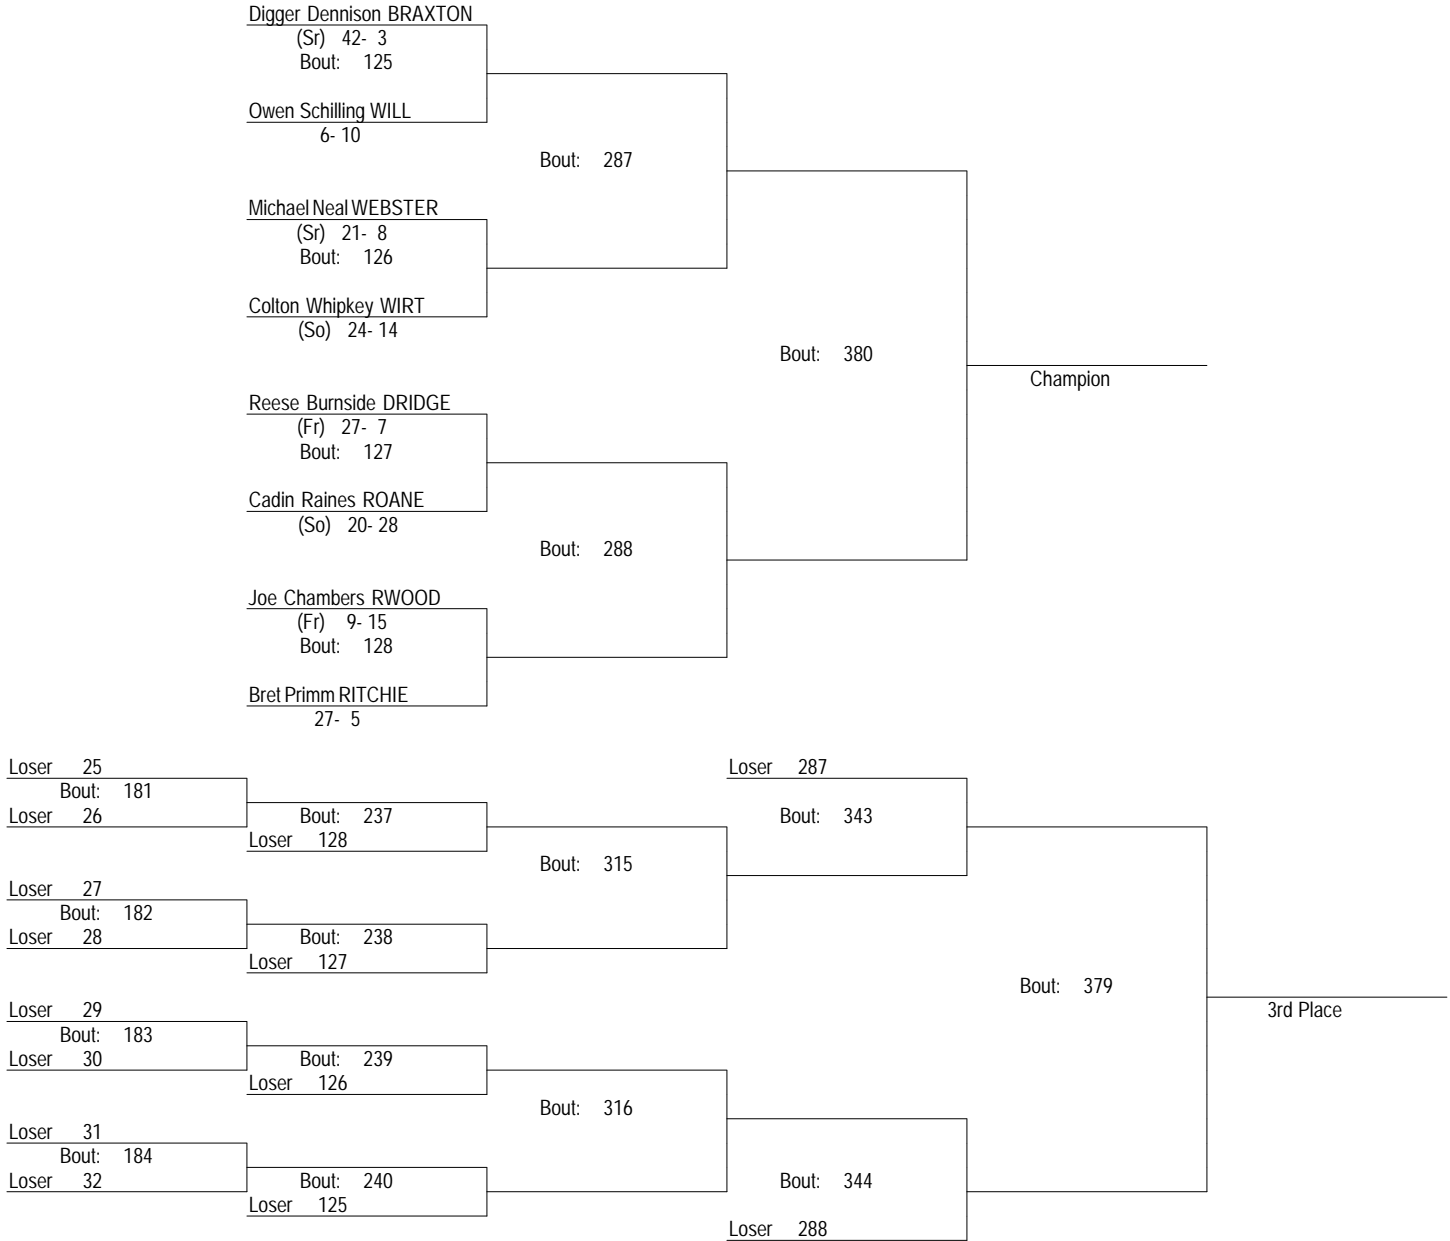 Digger Dennison BRAXTON
(Sr) 42- 3
Bout: 125
Owen Schilling WILL
6- 10
Bout: 287
Michael Neal WEBSTER
(Sr) 21- 8
Bout: 126
Colton Whipkey WIRT
(So) 24- 14
Bout: 380
Champion
Reese Burnside DRIDGE
(Fr) 27- 7
Bout: 127
Cadin Raines ROANE
(So) 20- 28
Bout: 288
Joe Chambers RWOOD
(Fr) 9- 15
Bout: 128
Bret Primm RITCHIE
27- 5
Loser 25
Bout: 181
Loser 26
Bout: 237
Loser 128
Bout: 315
Loser 287
Bout: 343
Loser 27
Bout: 182
Loser 28
Bout: 238
Loser 127
Bout: 379
3rd Place
Loser 29
Bout: 183
Loser 30
Bout: 239
Loser 126
Bout: 316
Loser 31
Bout: 184
Loser 32
Bout: 240
Loser 125
Bout: 344
Loser 288